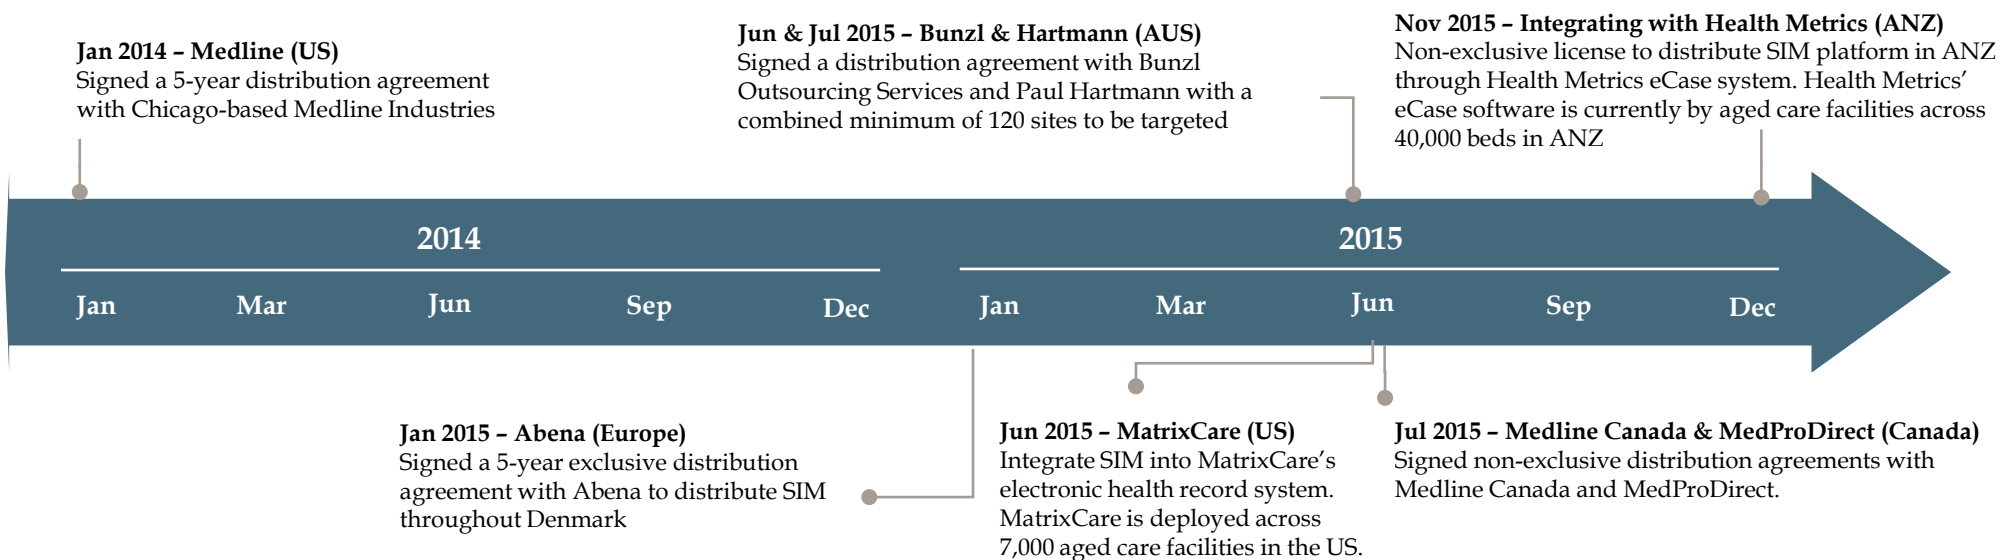 Jan 2014 – Medline (US)
Signed a 5-year distribution agreement
with Chicago-based Medline Industries
Jun & Jul 2015 – Bunzl & Hartmann (AUS)
Signed a distribution agreement with Bunzl
Outsourcing Services and Paul Hartmann with a
combined minimum of 120 sites to be targeted
Nov 2015 – Integrating with Health Metrics (ANZ)
Non-exclusive license to distribute SIM platform in ANZ
through Health Metrics eCase system. Health Metrics’
eCase software is currently by aged care facilities across
40,000 beds in ANZ
2014
2015
Jan Mar Jun Sep Dec Jan Mar Jun Sep Dec
Jan 2015 – Abena (Europe)
Signed a 5-year exclusive distribution
agreement with Abena to distribute SIM
throughout Denmark
Jun 2015 – MatrixCare (US)
Integrate SIM into MatrixCare’s
electronic health record system.
MatrixCare is deployed across
7,000 aged care facilities in the US.
Jul 2015 – Medline Canada & MedProDirect (Canada)
Signed non-exclusive distribution agreements with
Medline Canada and MedProDirect.